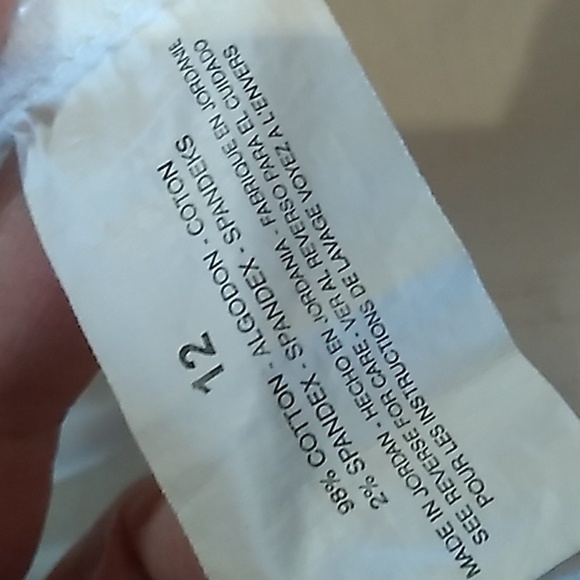 12
98% COTTON - ALGODON - COTON
2% SPANDEX - SPANDEX - SPANDEKS
MADE IN JORDAN - HECHO EN JORDANIA - FABRIQUE EN JORDANIE
SEE REVERSE FOR CARE - VER AL REVERSO PARA EL CUIDADO
POUR LES INSTRUCTIONS DE LAVAGE VOYEZ A L'ENVERS